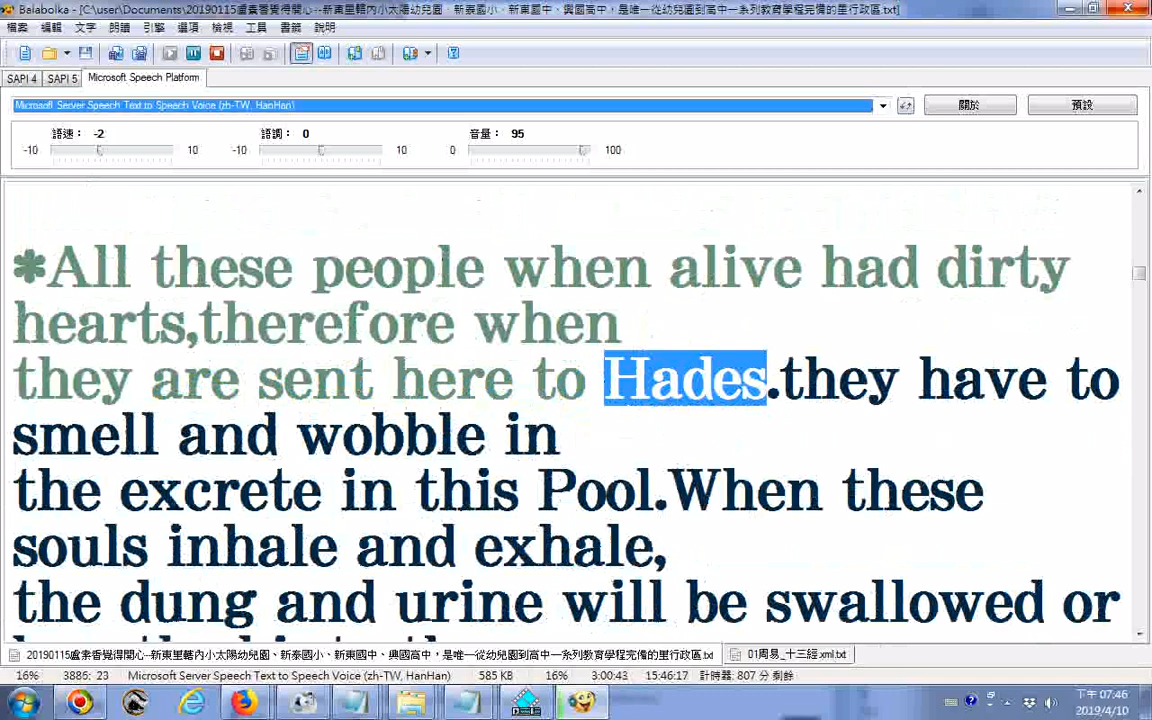 Balabolka - [C:\user\Documents\20190115盧素香覺得開心--新東里轄內小太陽幼兒園、新泰國小、新東國中、興國高中，是唯一從幼兒園到高中一系列教育學程完備的里行政區.txt]
檔案 編輯 文字 朗讀 引擎 選項 檢視 工具 書籤 說明
SAPI 4 SAPI 5 Microsoft Speech Platform
Microsoft Server Speech Text to Speech Voice (zh-TW, HanHan) 關於 預設
語速： -2 語調： 0 音量： 95
-10 10 -10 10 0 100
*All these people when alive had dirty
hearts,therefore when
they are sent here to Hades.they have to
smell and wobble in
the excrete in this Pool.When these
souls inhale and exhale,
the dung and urine will be swallowed or
20190115盧素香覺得開心--新東里轄內小太陽幼兒園、新泰國小、新東國中、興國高中，是唯一從幼兒園到高中一系列教育學程完備的里行政區.txt 01周易_十三經.xml.txt
16% 3886: 23 Microsoft Server Speech Text to Speech Voice (zh-TW, HanHan) 585 KB 16% 3:00:43 15:46:17 計時器: 807 分 剩餘
下午 07:46
2019/4/10